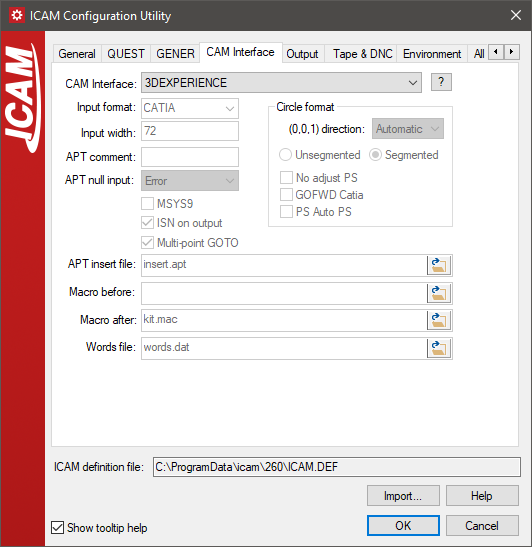 ICAM Configuration Utility
ICAM
General QUEST GENER CAM Interface Output Tape & DNC Environment All
CAM Interface: 3DEXPERIENCE ?
Input format: CATIA
Input width: 72
APT comment:
APT null input: Error
MSYS9
ISN on output
Multi-point GOTO
Circle format
(0,0,1) direction: Automatic
Unsegmented Segmented
No adjust PS
GOFWD Catia
PS Auto PS
APT insert file: insert.apt
Macro before:
Macro after: kit.mac
Words file: words.dat
ICAM definition file: C:\ProgramData\icam\260\ICAM.DEF
Import... Help
Show tooltip help OK Cancel